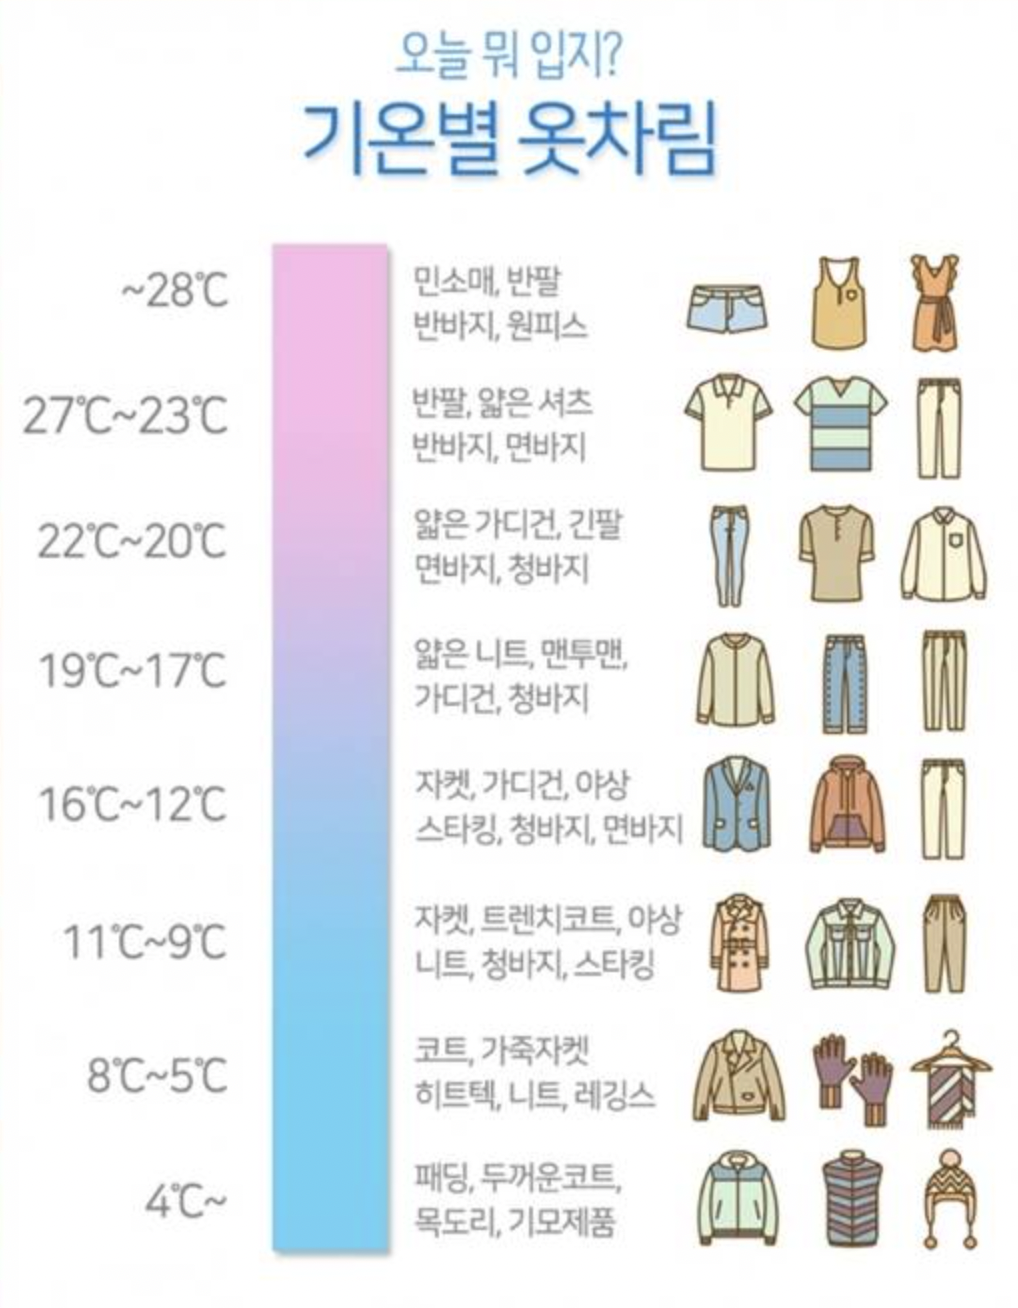 오늘 뭐 입지?
기온별 옷차림
~28℃
민소매, 반팔
반바지, 원피스
27℃~23℃
반팔, 얇은 셔츠
반바지, 면바지
22℃~20℃
얇은 가디건, 긴팔
면바지, 청바지
19℃~17℃
얇은 니트, 맨투맨,
가디건, 청바지
16℃~12℃
자켓, 가디건, 야상
스타킹, 청바지, 면바지
11℃~9℃
자켓, 트렌치코트, 야상
니트, 청바지, 스타킹
8℃~5℃
코트, 가죽자켓
히트텍, 니트, 레깅스
4℃~
패딩, 두꺼운코트,
목도리, 기모제품